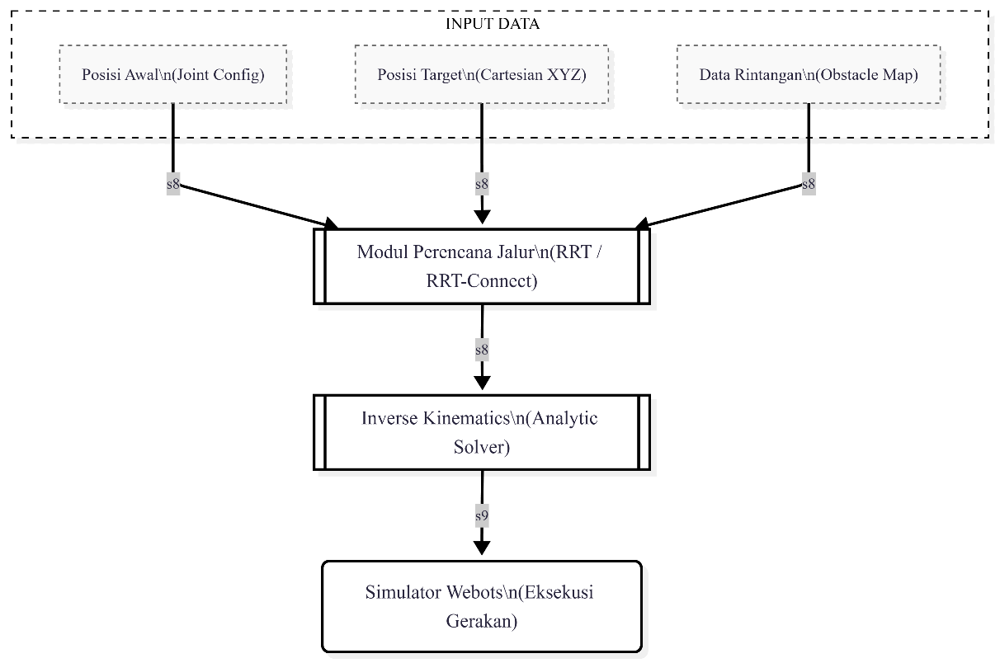 INPUT DATA
Posisi Awal\n(Joint Config)
Posisi Target\n(Cartesian XYZ)
Data Rintangan\n(Obstacle Map)
s8
s8
s8
Modul Perencana Jalur\n(RRT /
RRT-Connect)
s8
Inverse Kinematics\n(Analytic
Solver)
s9
Simulator Webots\n(Eksekusi
Gerakan)